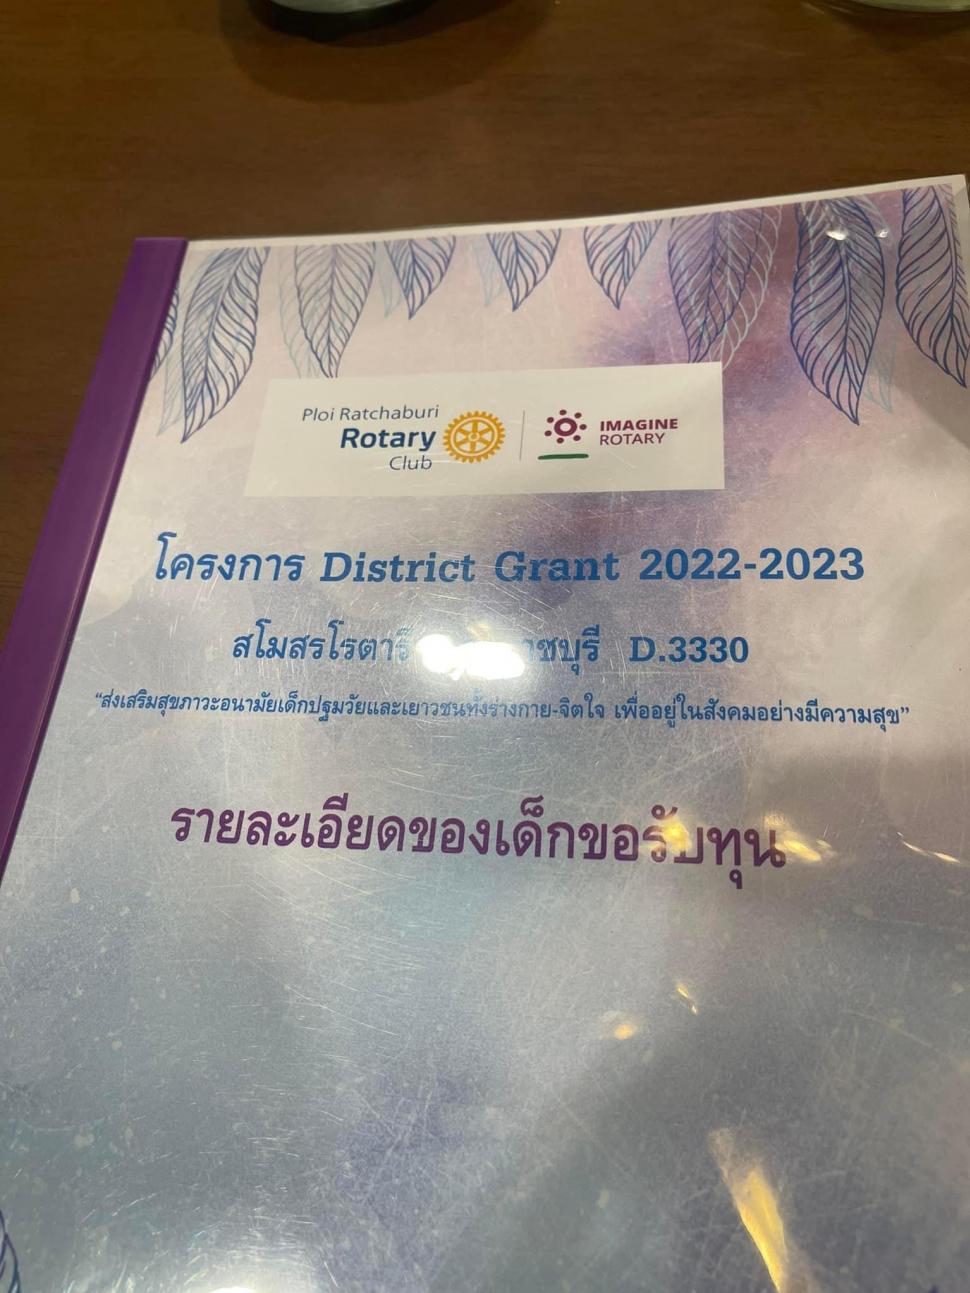 Ploi Ratchaburi
Rotary
Club
IMAGINE
ROTARY
โครงการ District Grant 2022-2023
สโมสรโรตารี D.3330
“ส่งเสริมสุขภาวะอนามัยเด็กปฐมวัยและเยาวชนทั้งร่างกาย-จิตใจ เพื่ออยู่ในสังคมอย่างมีความสุข”
รายละเอียดของเด็กขอรับทุน